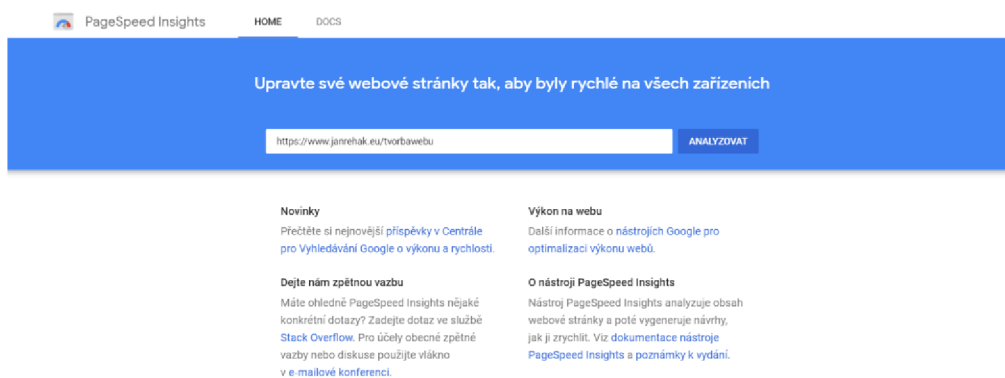 PageSpeed Insights HOME DOCS
Upravte své webové stránky tak, aby byly rychlé na všech zařízeních
https://www.janrehak.eu/tvorbawebu ANALYZOVAT
Novinky
Přečtěte si nejnovější příspěvky v Centrále
pro Vyhledávání Google o výkonu a rychlosti.
Výkon na webu
Další informace o nástrojích Google pro
optimalizaci výkonu webů.
Dejte nám zpětnou vazbu
Máte ohledně PageSpeed Insights nějaké
konkrétní dotazy? Zadejte dotaz ve službě
Stack Overflow. Pro účely obecné zpětné
vazby nebo diskuse použijte vlákno
v e-mailové konferenci.
O nástroji PageSpeed Insights
Nástroj PageSpeed Insights analyzuje obsah
webové stránky a poté vygeneruje návrhy,
jak ji zrychlit. Viz dokumentace nástroje
PageSpeed Insights a poznámky k vydání.